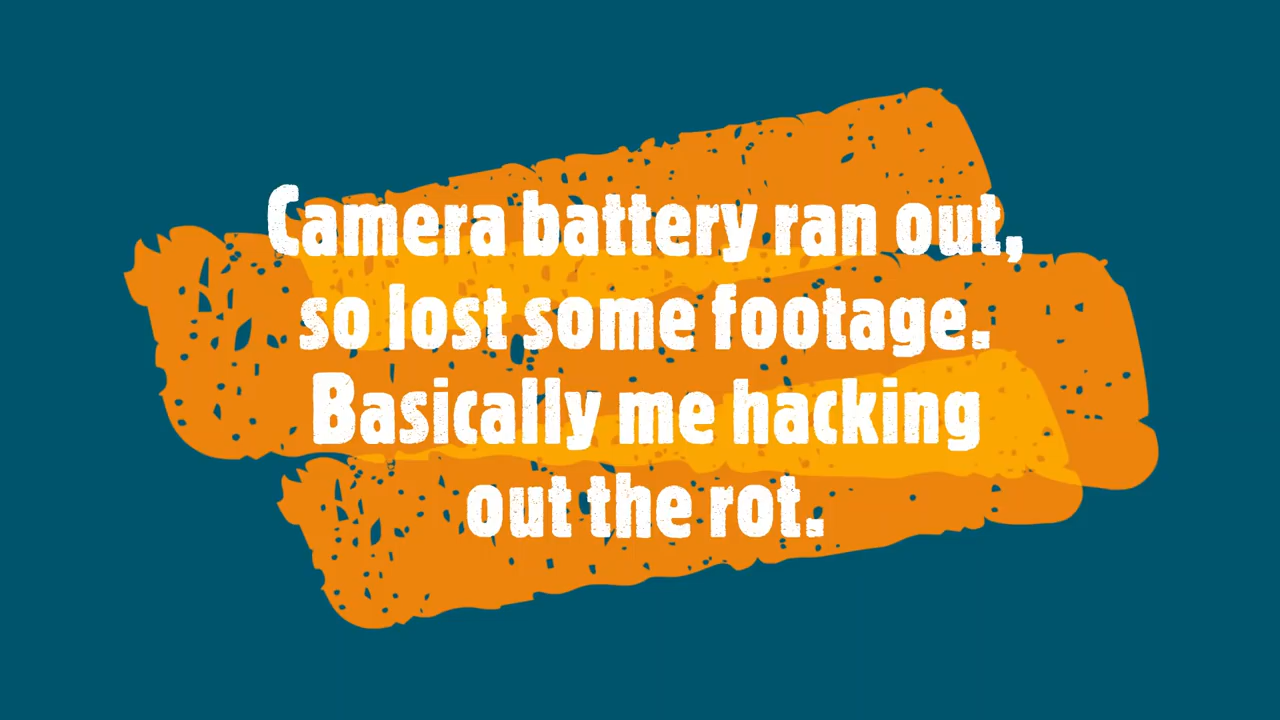 Camera battery ran out,
so lost some footage.
Basically me hacking
out the rot.